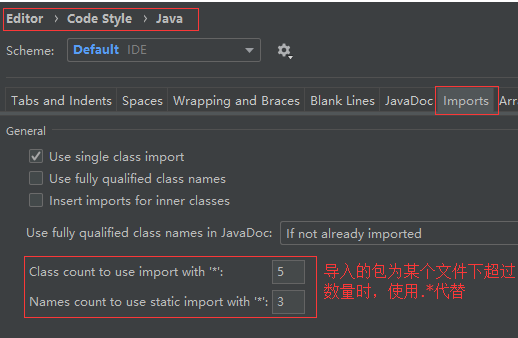 Editor › Code Style › Java
Scheme: Default IDE
Tabs and Indents Spaces Wrapping and Braces Blank Lines JavaDoc Imports Arr
General
Use single class import
Use fully qualified class names
Insert imports for inner classes
Use fully qualified class names in JavaDoc: If not already imported
Class count to use import with '*': 5
Names count to use static import with '*': 3
导入的包为某个文件下超过
数量时，使用.*代替